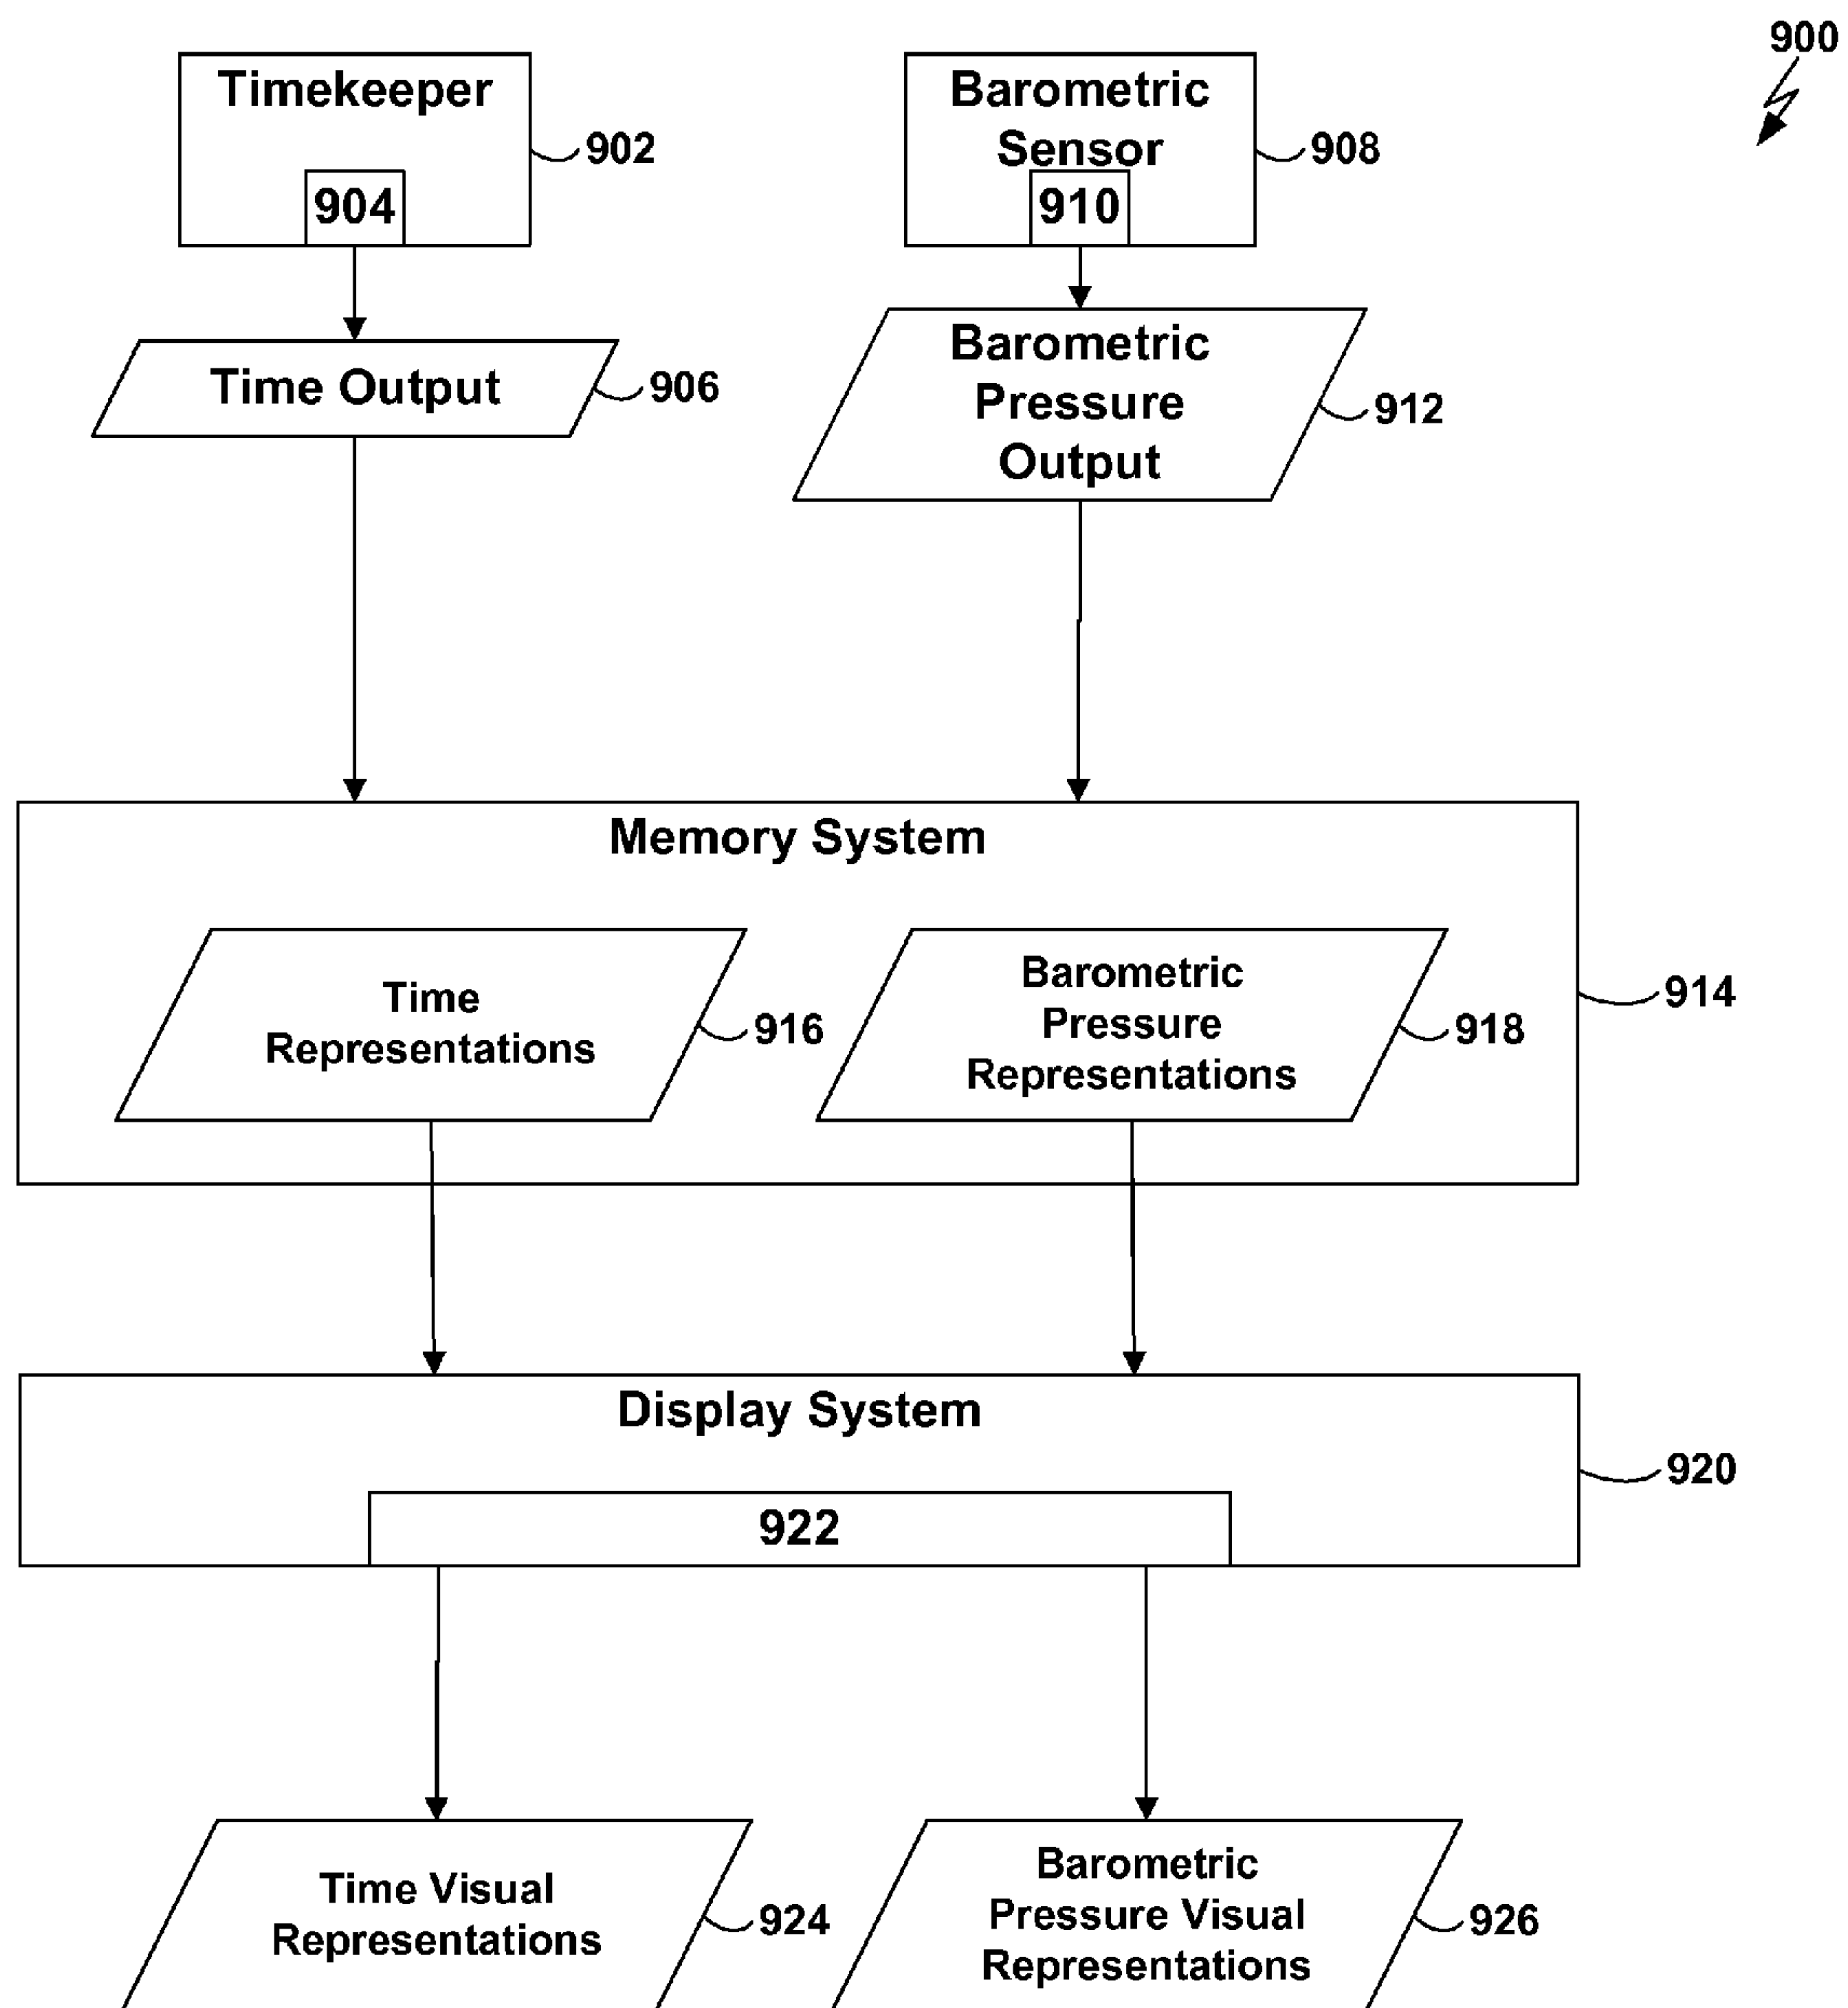 900
Timekeeper
902
904
Barometric
Sensor
908
910
Time Output
906
Barometric
Pressure
Output
912
Memory System
914
Time
Representations
916
Barometric
Pressure
Representations
918
Display System
920
922
Time Visual
Representations
924
Barometric
Pressure Visual
Representations
926